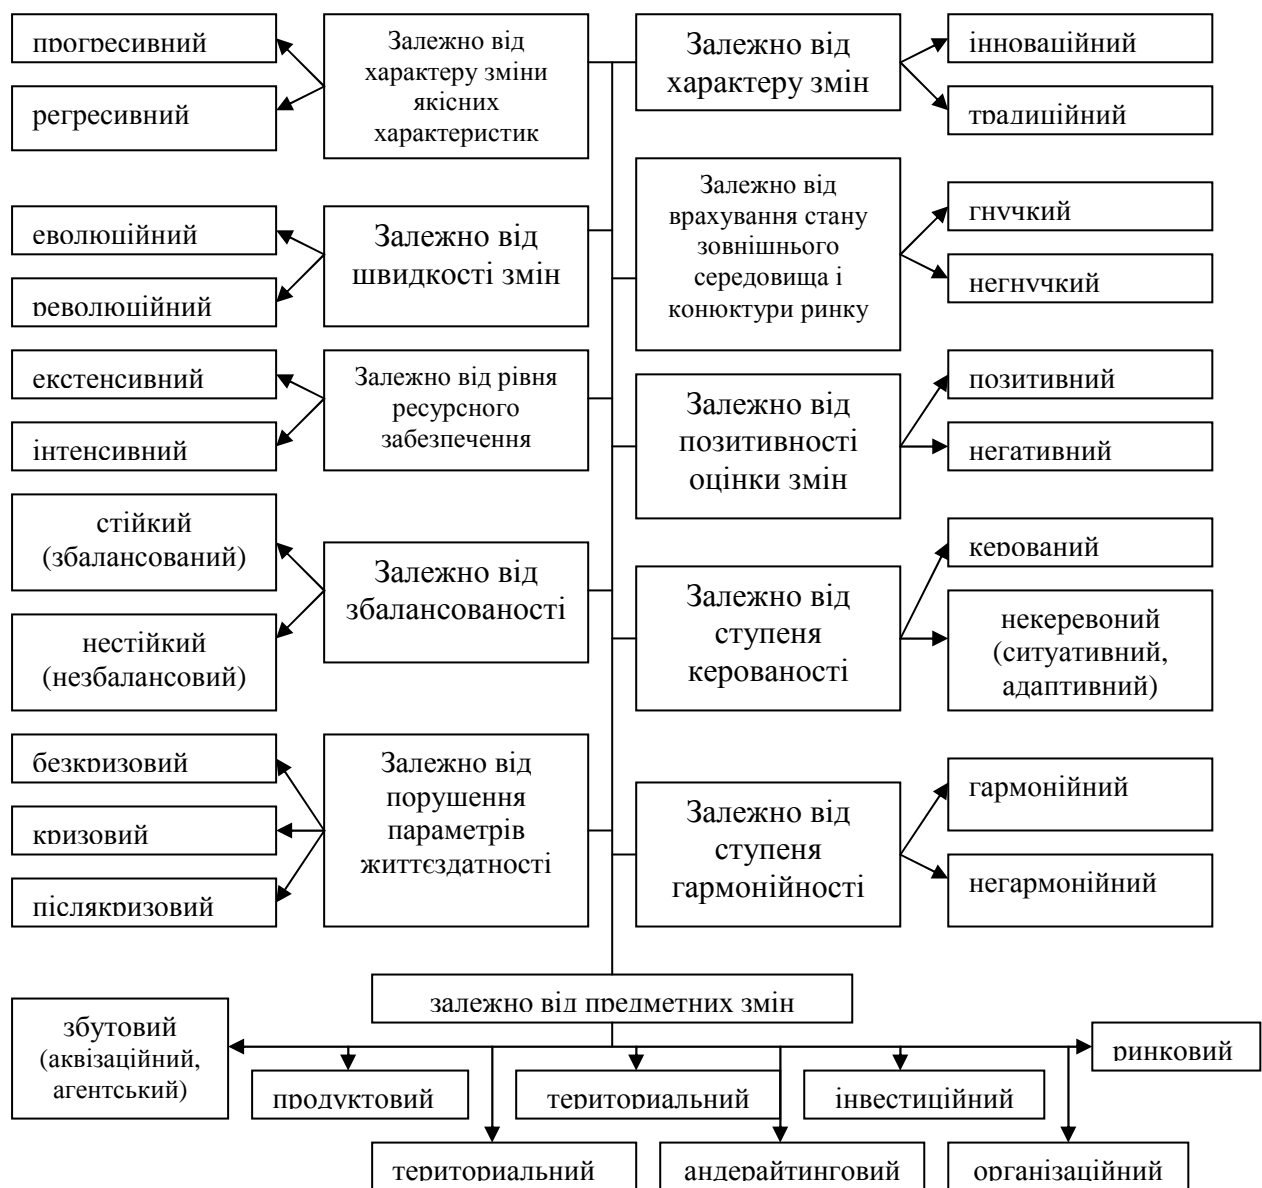 прогресивний
регресивний
Залежно від
характеру зміни
якісних
характеристик
Залежно від
характеру змін
інноваційний
традиційний
еволюційний
революційний
Залежно від
швидкості змін
Залежно від
врахування стану
зовнішнього
середовища і
конюктури ринку
гнучкий
негнучкий
екстенсивний
інтенсивний
Залежно від рівня
ресурсного
забезпечення
Залежно від
позитивності
оцінки змін
позитивний
негативний
стійкий
(збалансований)
нестійкий
(незбалансовий)
Залежно від
збалансованості
Залежно від
ступеня
керованості
керований
некеревоний
(ситуативний,
адаптивний)
безкризовий
кризовий
післякризовий
Залежно від
порушення
параметрів
життєздатності
Залежно від
ступеня
гармонійності
гармонійний
негармонійний
залежно від предметних змін
збутовий
(аквізаційний,
агентський)
продуктовий
териториальний
інвестиційний
ринковий
териториальний
андерайтинговий
організаційний